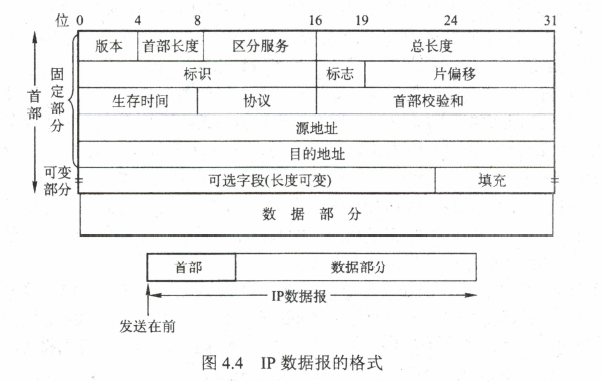 位 0 4 8 16 19 24 31
版本 首部长度 区分服务 总长度
标识 标志 片偏移
生存时间 协议 首部校验和
源地址
目的地址
可选字段(长度可变) 填充
数据部分
首部
固定部分
可变部分
首部 数据部分
IP数据报
发送在前
图 4.4 IP 数据报的格式